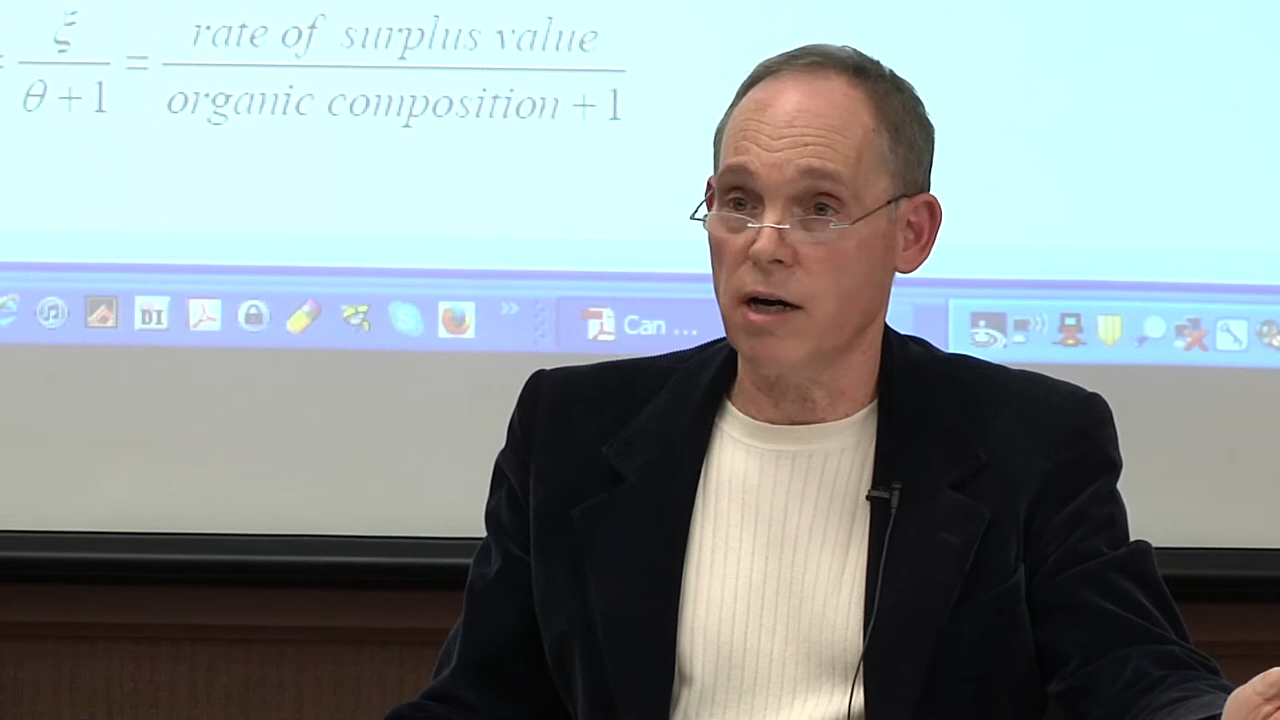 = ξ / θ + 1 = rate of surplus value / organic composition + 1
DI
Can ...